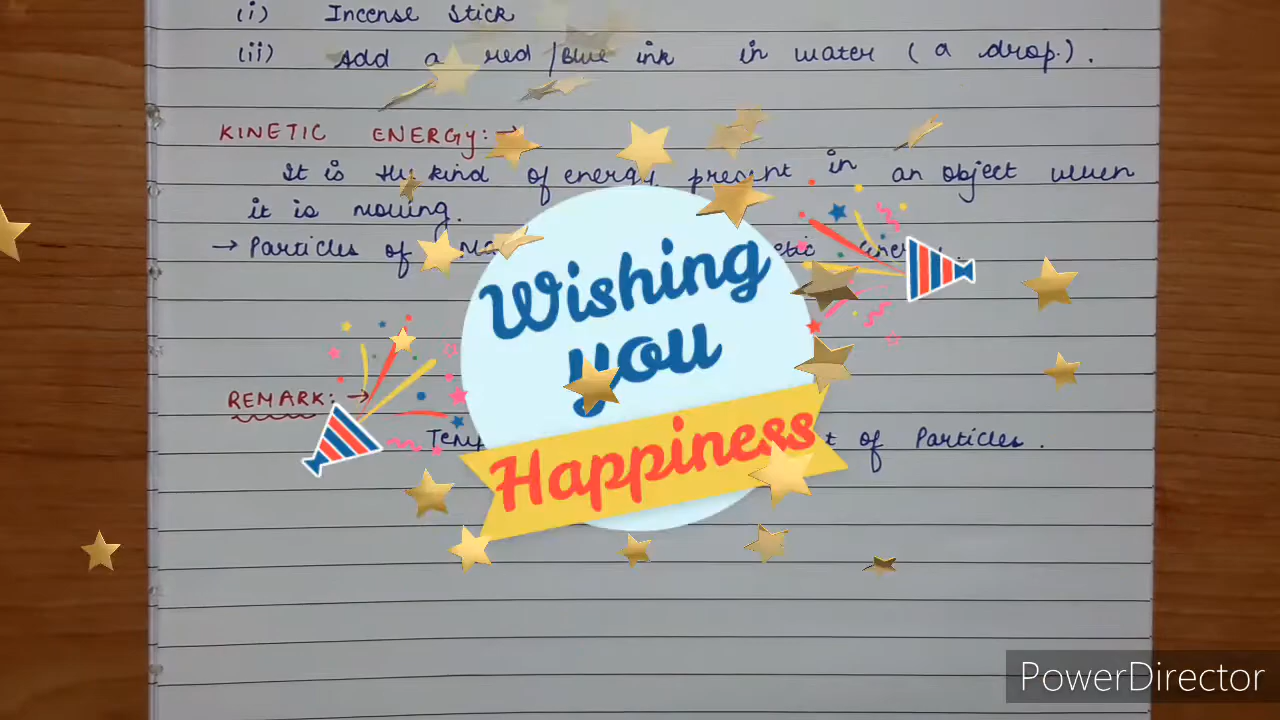 (i) Incense Stick
(ii) Add a red/Blue ink in water (a drop).
KINETIC ENERGY:→
It is the kind of energy present in an object when
it is moving.
→ Particles of
REMARK: →
of Particles.
Wishing
you
Happiness
PowerDirector